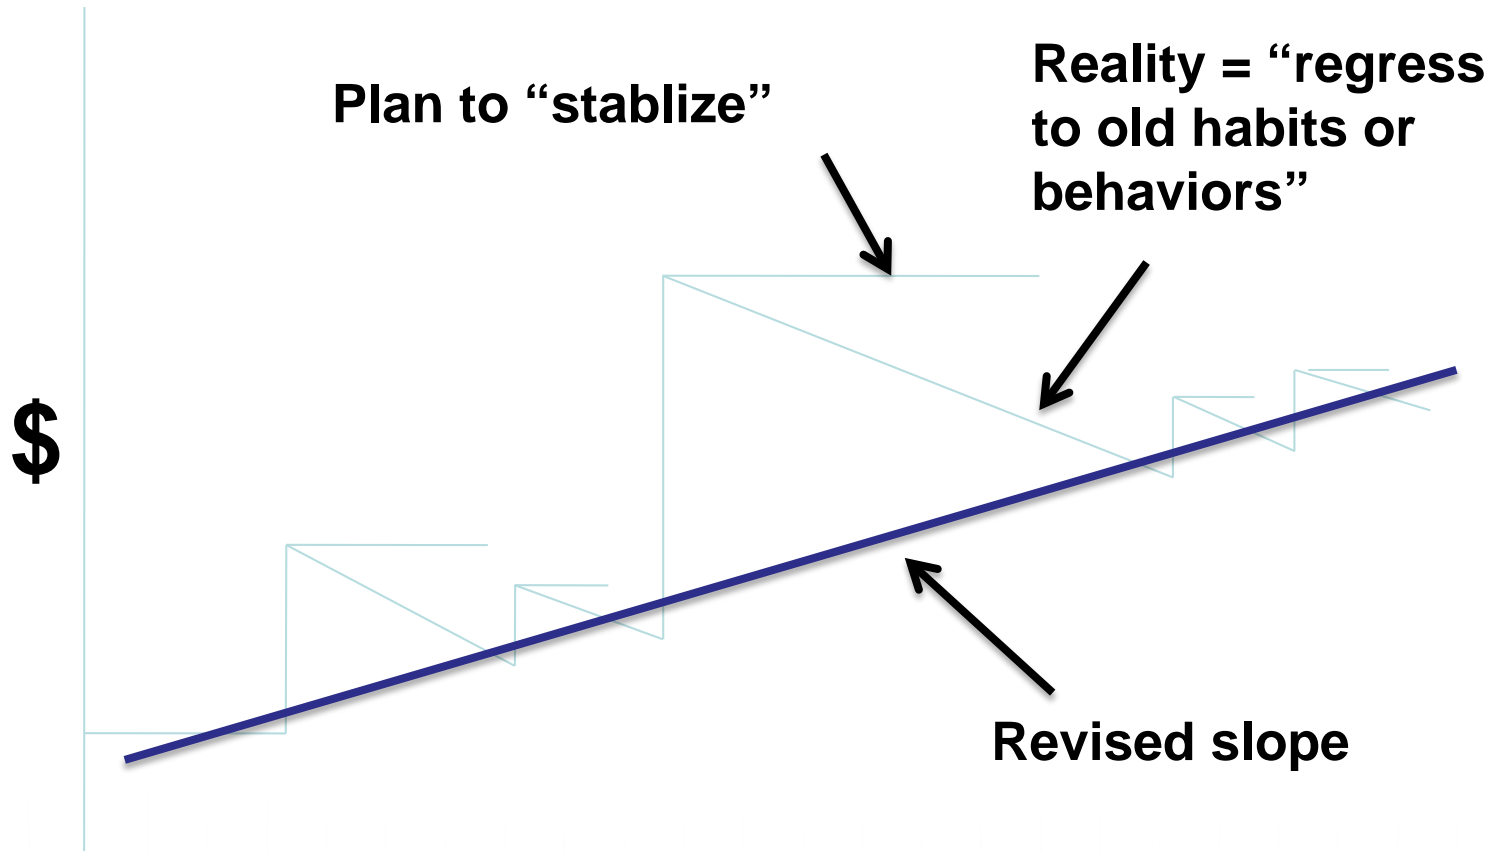 Plan to “stablize”
Reality = “regress
to old habits or
behaviors”
$
Revised slope